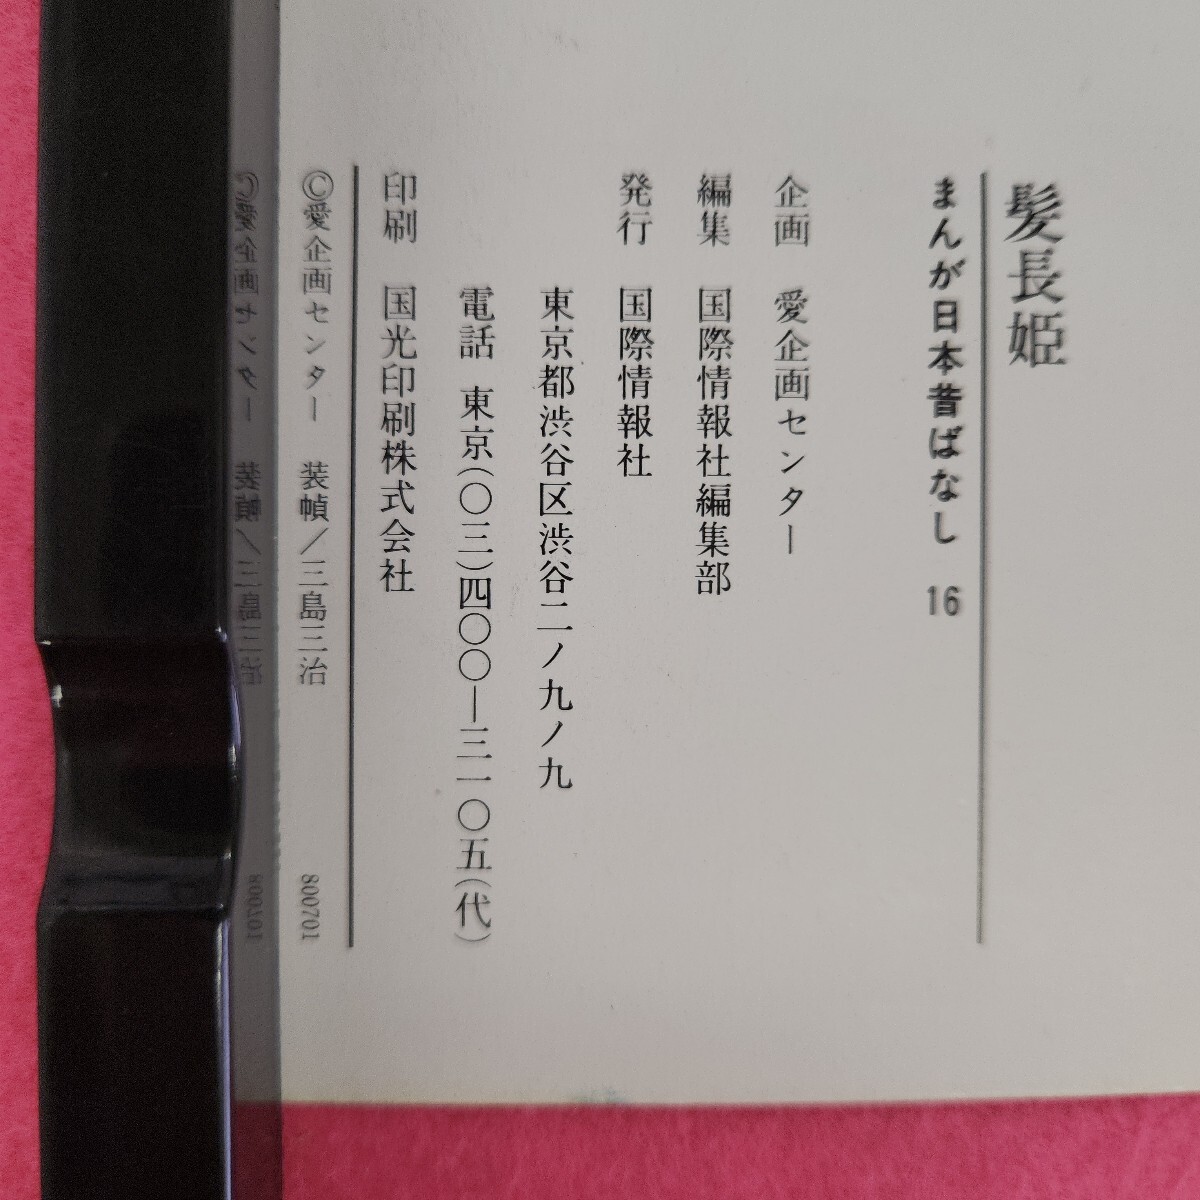 髪長姫
まんが日本昔ばなし 16
企画 愛企画センター
編集 国際情報社編集部
発行 国際情報社
東京都渋谷区渋谷二ノ九ノ九
電話 東京(〇三)四〇〇―三一〇五(代)
印刷 国光印刷株式会社
©愛企画センター 装幀/三島三治 800701